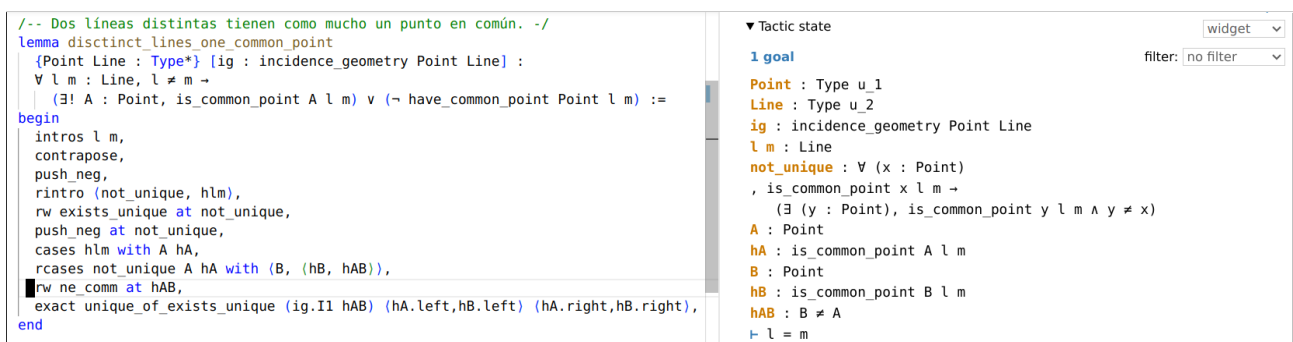 /-- Dos líneas distintas tienen como mucho un punto en común. -/
lemma disctinct_lines_one_common_point
{Point Line : Type*} [ig : incidence_geometry Point Line] :
∀ l m : Line, l ≠ m →
(∃! A : Point, is_common_point A l m) ∨ (¬ have_common_point Point l m) :=
begin
intros l m,
contrapose,
push_neg,
rintro ⟨not_unique, hlm⟩,
rw exists_unique at not_unique,
push_neg at not_unique,
cases hlm with A hA,
rcases not_unique A hA with ⟨B, ⟨hB, hAB⟩⟩,
rw ne_comm at hAB,
exact unique_of_exists_unique (ig.I1 hAB) ⟨hA.left,hB.left⟩ ⟨hA.right,hB.right⟩,
end
▼ Tactic state
widget
1 goal
filter: no filter
Point : Type u_1
Line : Type u_2
ig : incidence_geometry Point Line
l m : Line
not_unique : ∀ (x : Point)
, is_common_point x l m →
(∃ (y : Point), is_common_point y l m ∧ y ≠ x)
A : Point
hA : is_common_point A l m
B : Point
hB : is_common_point B l m
hAB : B ≠ A
⊢ l = m